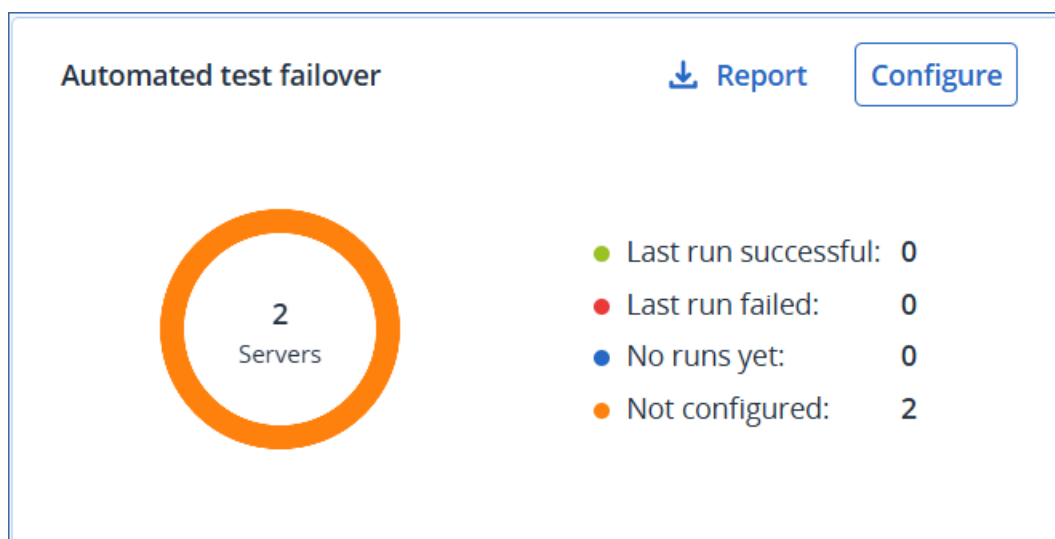 Automated test failover
Report
Configure
2
Servers
Last run successful: 0
Last run failed: 0
No runs yet: 0
Not configured: 2